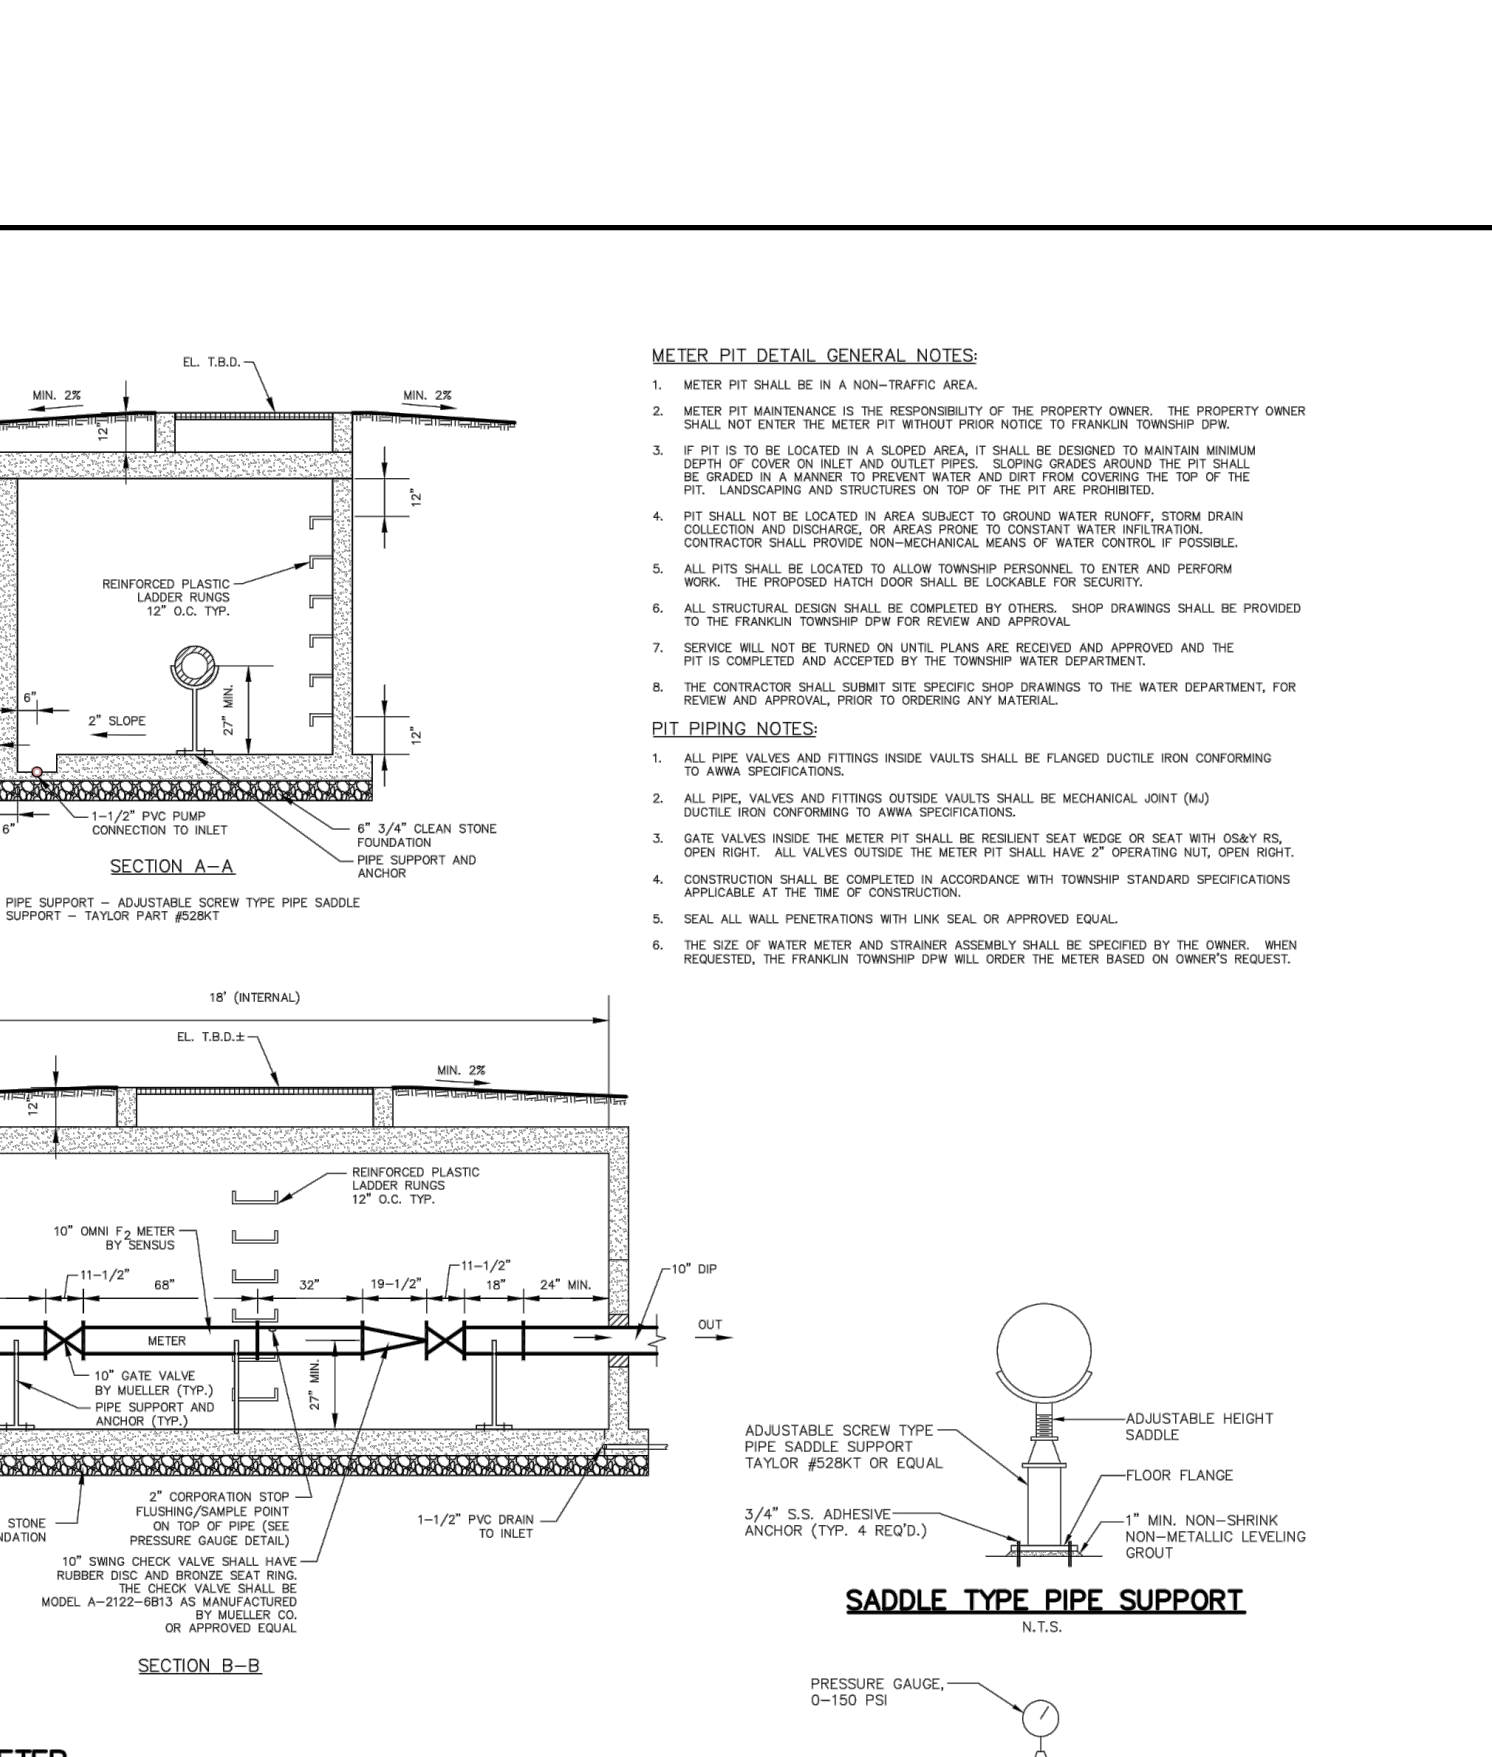 EL. T.B.D.
MIN. 2%
MIN. 2%
12"
12"
REINFORCED PLASTIC
LADDER RUNGS
12" O.C. TYP.
6"
2" SLOPE
27" MIN.
12"
6"
1-1/2" PVC PUMP
CONNECTION TO INLET
6" 3/4" CLEAN STONE
FOUNDATION
PIPE SUPPORT AND
ANCHOR
SECTION A-A
PIPE SUPPORT – ADJUSTABLE SCREW TYPE PIPE SADDLE
SUPPORT – TAYLOR PART #528KT
METER PIT DETAIL GENERAL NOTES:
1. METER PIT SHALL BE IN A NON-TRAFFIC AREA.
2. METER PIT MAINTENANCE IS THE RESPONSIBILITY OF THE PROPERTY OWNER. THE PROPERTY OWNER
SHALL NOT ENTER THE METER PIT WITHOUT PRIOR NOTICE TO FRANKLIN TOWNSHIP DPW.
3. IF PIT IS TO BE LOCATED IN A SLOPED AREA, IT SHALL BE DESIGNED TO MAINTAIN MINIMUM
DEPTH OF COVER ON INLET AND OUTLET PIPES. SLOPING GRADES AROUND THE PIT SHALL
BE GRADED IN A MANNER TO PREVENT WATER AND DIRT FROM COVERING THE TOP OF THE
PIT. LANDSCAPING AND STRUCTURES ON TOP OF THE PIT ARE PROHIBITED.
4. PIT SHALL NOT BE LOCATED IN AREA SUBJECT TO GROUND WATER RUNOFF, STORM DRAIN
COLLECTION AND DISCHARGE, OR AREAS PRONE TO CONSTANT WATER INFILTRATION.
CONTRACTOR SHALL PROVIDE NON-MECHANICAL MEANS OF WATER CONTROL IF POSSIBLE.
5. ALL PITS SHALL BE LOCATED TO ALLOW TOWNSHIP PERSONNEL TO ENTER AND PERFORM
WORK. THE PROPOSED HATCH DOOR SHALL BE LOCKABLE FOR SECURITY.
6. ALL STRUCTURAL DESIGN SHALL BE COMPLETED BY OTHERS. SHOP DRAWINGS SHALL BE PROVIDED
TO THE FRANKLIN TOWNSHIP DPW FOR REVIEW AND APPROVAL
7. SERVICE WILL NOT BE TURNED ON UNTIL PLANS ARE RECEIVED AND APPROVED AND THE
PIT IS COMPLETED AND ACCEPTED BY THE TOWNSHIP WATER DEPARTMENT.
8. THE CONTRACTOR SHALL SUBMIT SITE SPECIFIC SHOP DRAWINGS TO THE WATER DEPARTMENT, FOR
REVIEW AND APPROVAL, PRIOR TO ORDERING ANY MATERIAL.
PIT PIPING NOTES:
1. ALL PIPE VALVES AND FITTINGS INSIDE VAULTS SHALL BE FLANGED DUCTILE IRON CONFORMING
TO AWWA SPECIFICATIONS.
2. ALL PIPE, VALVES AND FITTINGS OUTSIDE VAULTS SHALL BE MECHANICAL JOINT (MJ)
DUCTILE IRON CONFORMING TO AWWA SPECIFICATIONS.
3. GATE VALVES INSIDE THE METER PIT SHALL BE RESILIENT SEAT WEDGE OR SEAT WITH OS&Y RS,
OPEN RIGHT. ALL VALVES OUTSIDE THE METER PIT SHALL HAVE 2" OPERATING NUT, OPEN RIGHT.
4. CONSTRUCTION SHALL BE COMPLETED IN ACCORDANCE WITH TOWNSHIP STANDARD SPECIFICATIONS
APPLICABLE AT THE TIME OF CONSTRUCTION.
5. SEAL ALL WALL PENETRATIONS WITH LINK SEAL OR APPROVED EQUAL.
6. THE SIZE OF WATER METER AND STRAINER ASSEMBLY SHALL BE SPECIFIED BY THE OWNER. WHEN
REQUESTED, THE FRANKLIN TOWNSHIP DPW WILL ORDER THE METER BASED ON OWNER'S REQUEST.
18' (INTERNAL)
EL. T.B.D.±
MIN. 2%
12"
REINFORCED PLASTIC
LADDER RUNGS
12" O.C. TYP.
10" OMNI F2 METER
BY SENSUS
11-1/2"
68"
32"
19-1/2"
11-1/2"
18"
24" MIN.
10" DIP
OUT
METER
27" MIN.
10" GATE VALVE
BY MUELLER (TYP.)
PIPE SUPPORT AND
ANCHOR (TYP.)
STONE
NDATION
2" CORPORATION STOP
FLUSHING/SAMPLE POINT
ON TOP OF PIPE (SEE
PRESSURE GAUGE DETAIL)
1-1/2" PVC DRAIN
TO INLET
10" SWING CHECK VALVE SHALL HAVE
RUBBER DISC AND BRONZE SEAT RING.
THE CHECK VALVE SHALL BE
MODEL A-2122-6B13 AS MANUFACTURED
BY MUELLER CO.
OR APPROVED EQUAL
SECTION B-B
ADJUSTABLE SCREW TYPE
PIPE SADDLE SUPPORT
TAYLOR #528KT OR EQUAL
3/4" S.S. ADHESIVE
ANCHOR (TYP. 4 REQ'D.)
ADJUSTABLE HEIGHT
SADDLE
FLOOR FLANGE
1" MIN. NON-SHRINK
NON-METALLIC LEVELING
GROUT
SADDLE TYPE PIPE SUPPORT
N.T.S.
PRESSURE GAUGE,
0-150 PSI